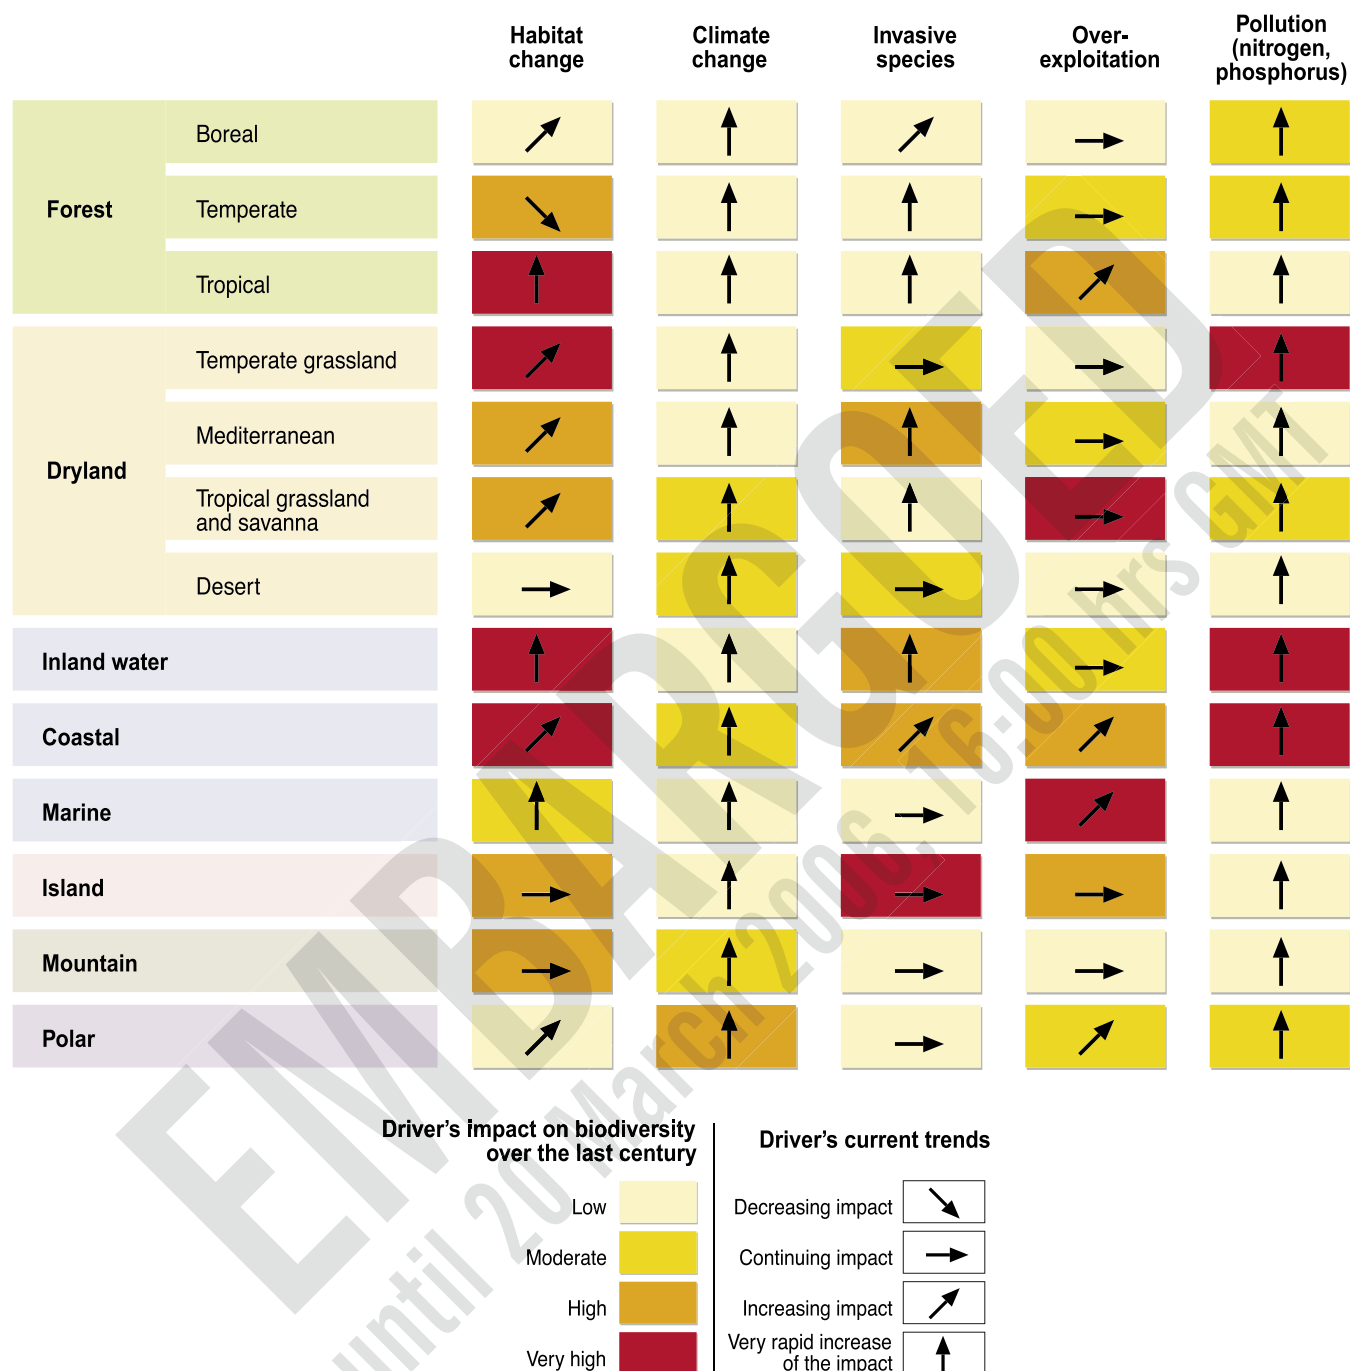 Habitat
change
Climate
change
Invasive
species
Over-
exploitation
Pollution
(nitrogen,
phosphorus)
Forest
Boreal
Temperate
Tropical
Dryland
Temperate grassland
Mediterranean
Tropical grassland
and savanna
Desert
Inland water
Coastal
Marine
Island
Mountain
Polar
EMBARGOED
until 20 March 2006, 16:00 hrs GMT
Driver's impact on biodiversity
over the last century
Low
Moderate
High
Very high
Driver's current trends
Decreasing impact
Continuing impact
Increasing impact
Very rapid increase
of the impact